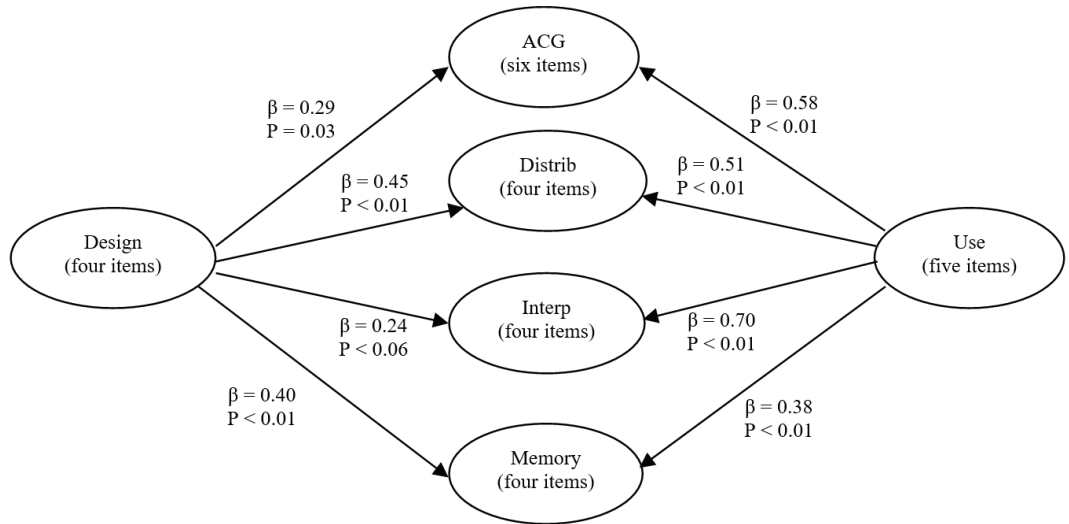 ACG
(six items)
β = 0.29
P = 0.03
β = 0.58
P < 0.01
Distrib
(four items)
β = 0.45
P < 0.01
β = 0.51
P < 0.01
Design
(four items)
Use
(five items)
Interp
(four items)
β = 0.24
P < 0.06
β = 0.70
P < 0.01
β = 0.40
P < 0.01
β = 0.38
P < 0.01
Memory
(four items)